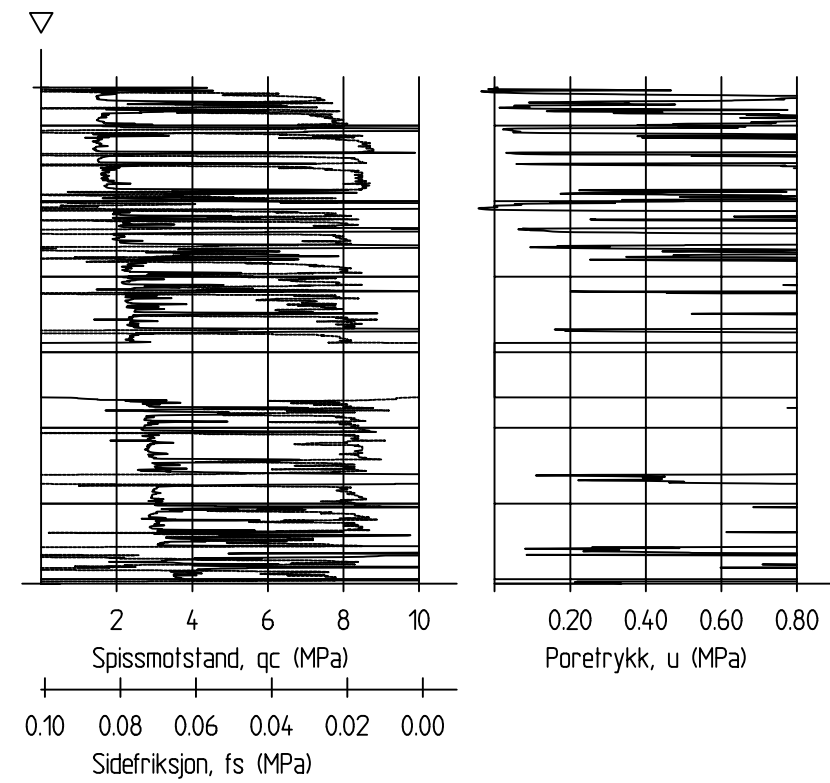 2 4 6 8 10
Spissmotstand, qc (MPa)
0.10 0.08 0.06 0.04 0.02 0.00
Sidefriksjon, fs (MPa)
0.20 0.40 0.60 0.80
Poretrykk, u (MPa)